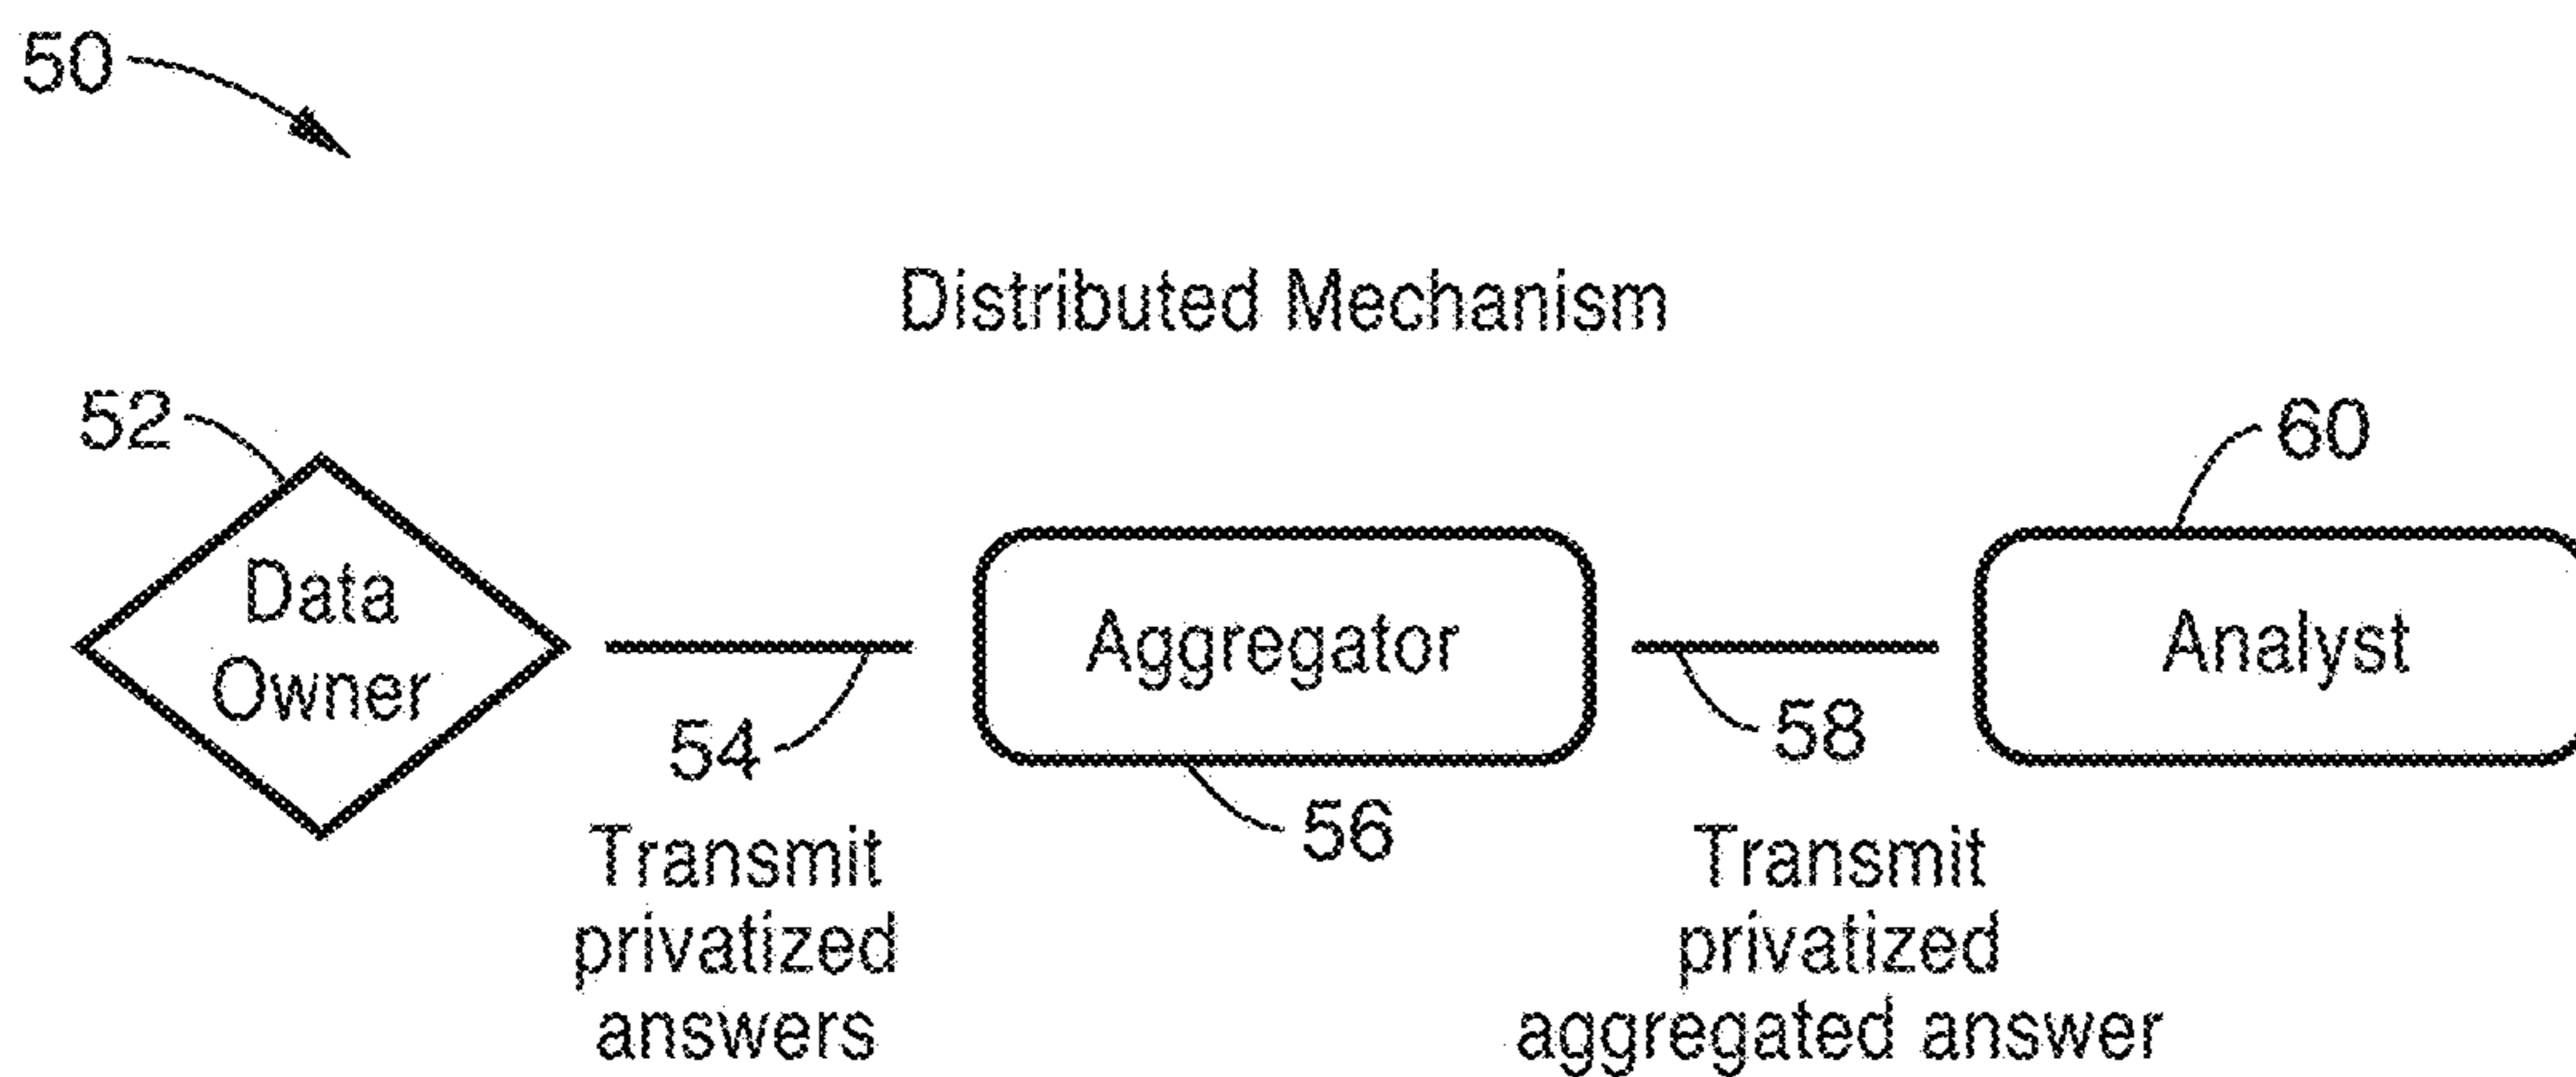 50
Distributed Mechanism
52
60
Data
Owner
Aggregator
Analyst
54
58
56
Transmit
privatized
answers
Transmit
privatized
aggregated answer